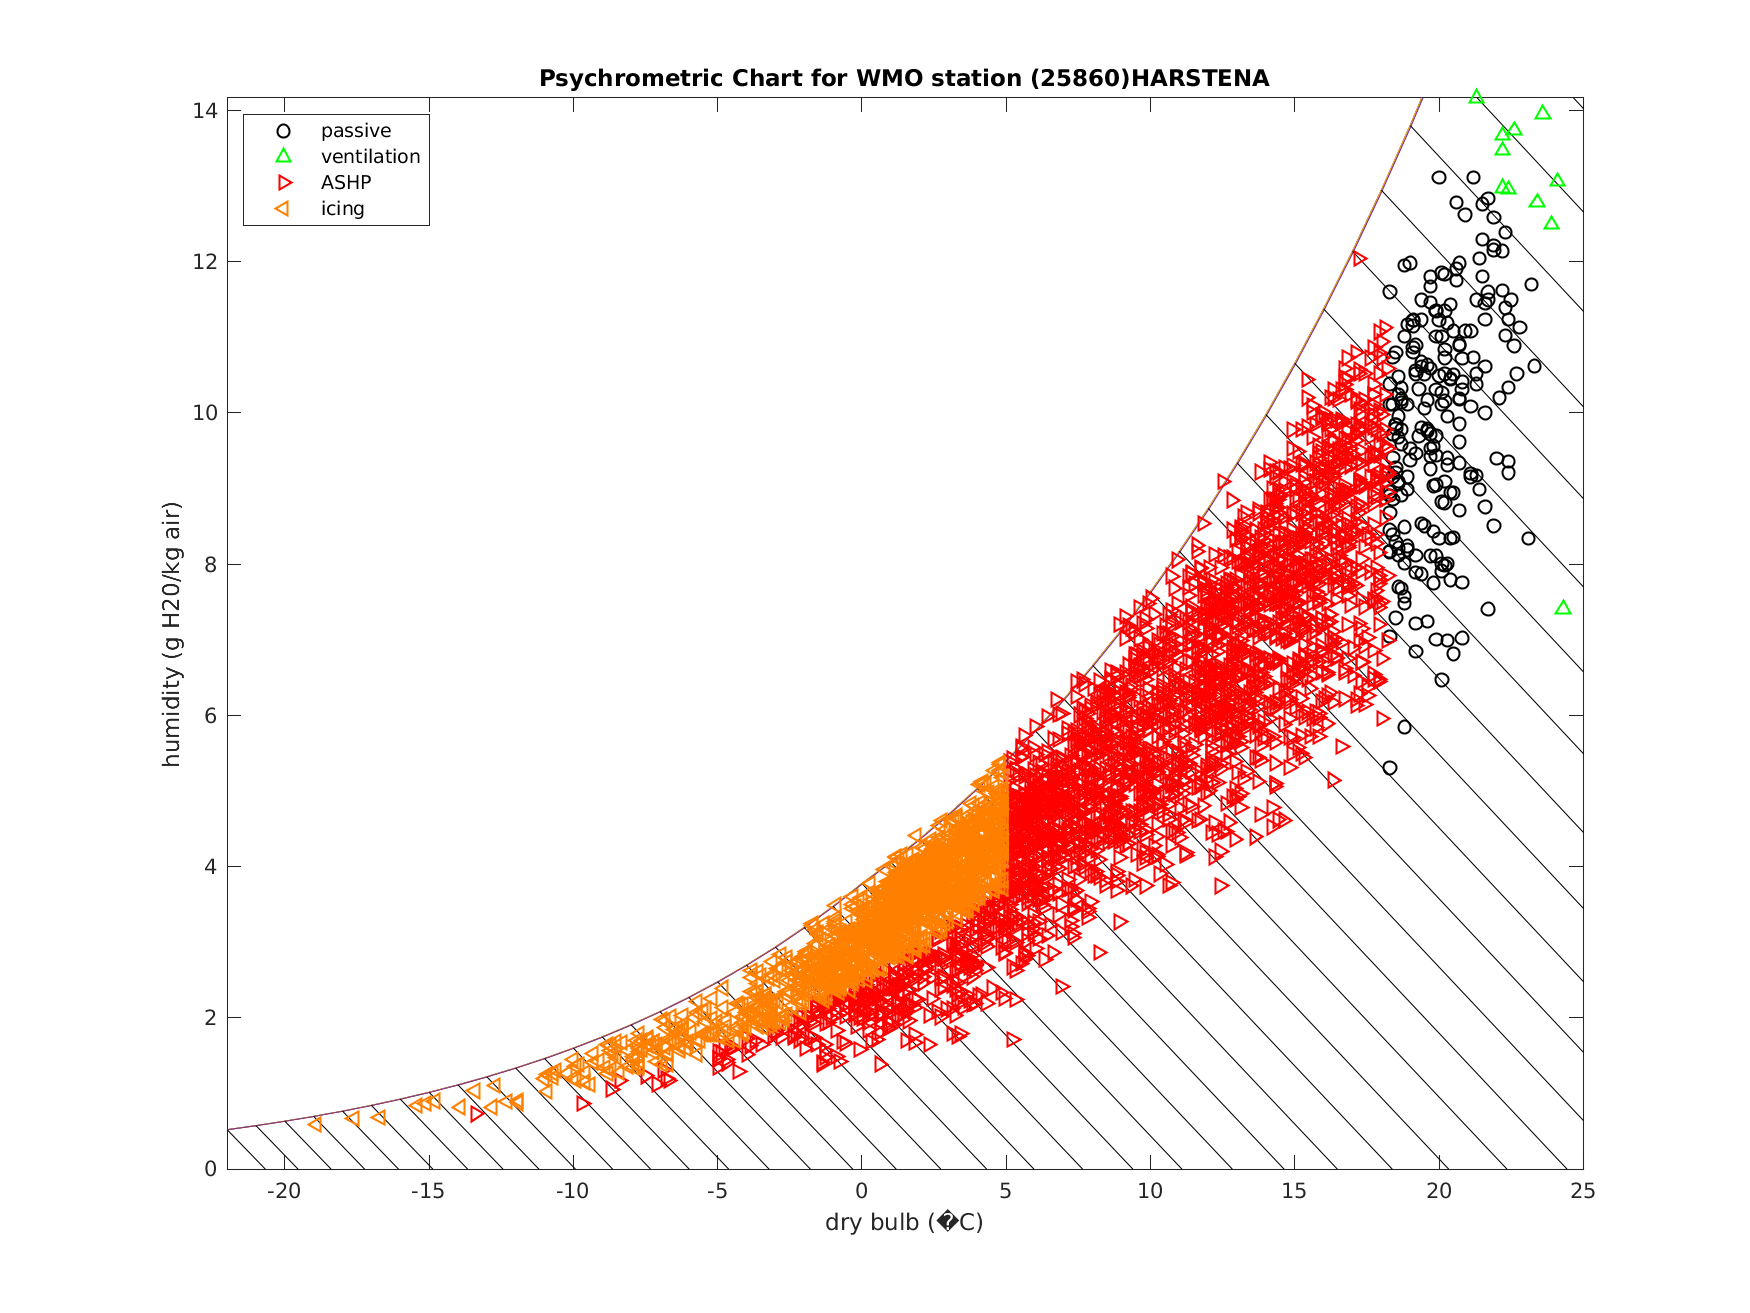 Psychrometric Chart for WMO station (25860)HARSTENA
passive
ventilation
ASHP
icing
14
12
10
8
6
4
2
0
humidity (g H20/kg air)
-20 -15 -10 -5 0 5 10 15 20 25
dry bulb (�C)